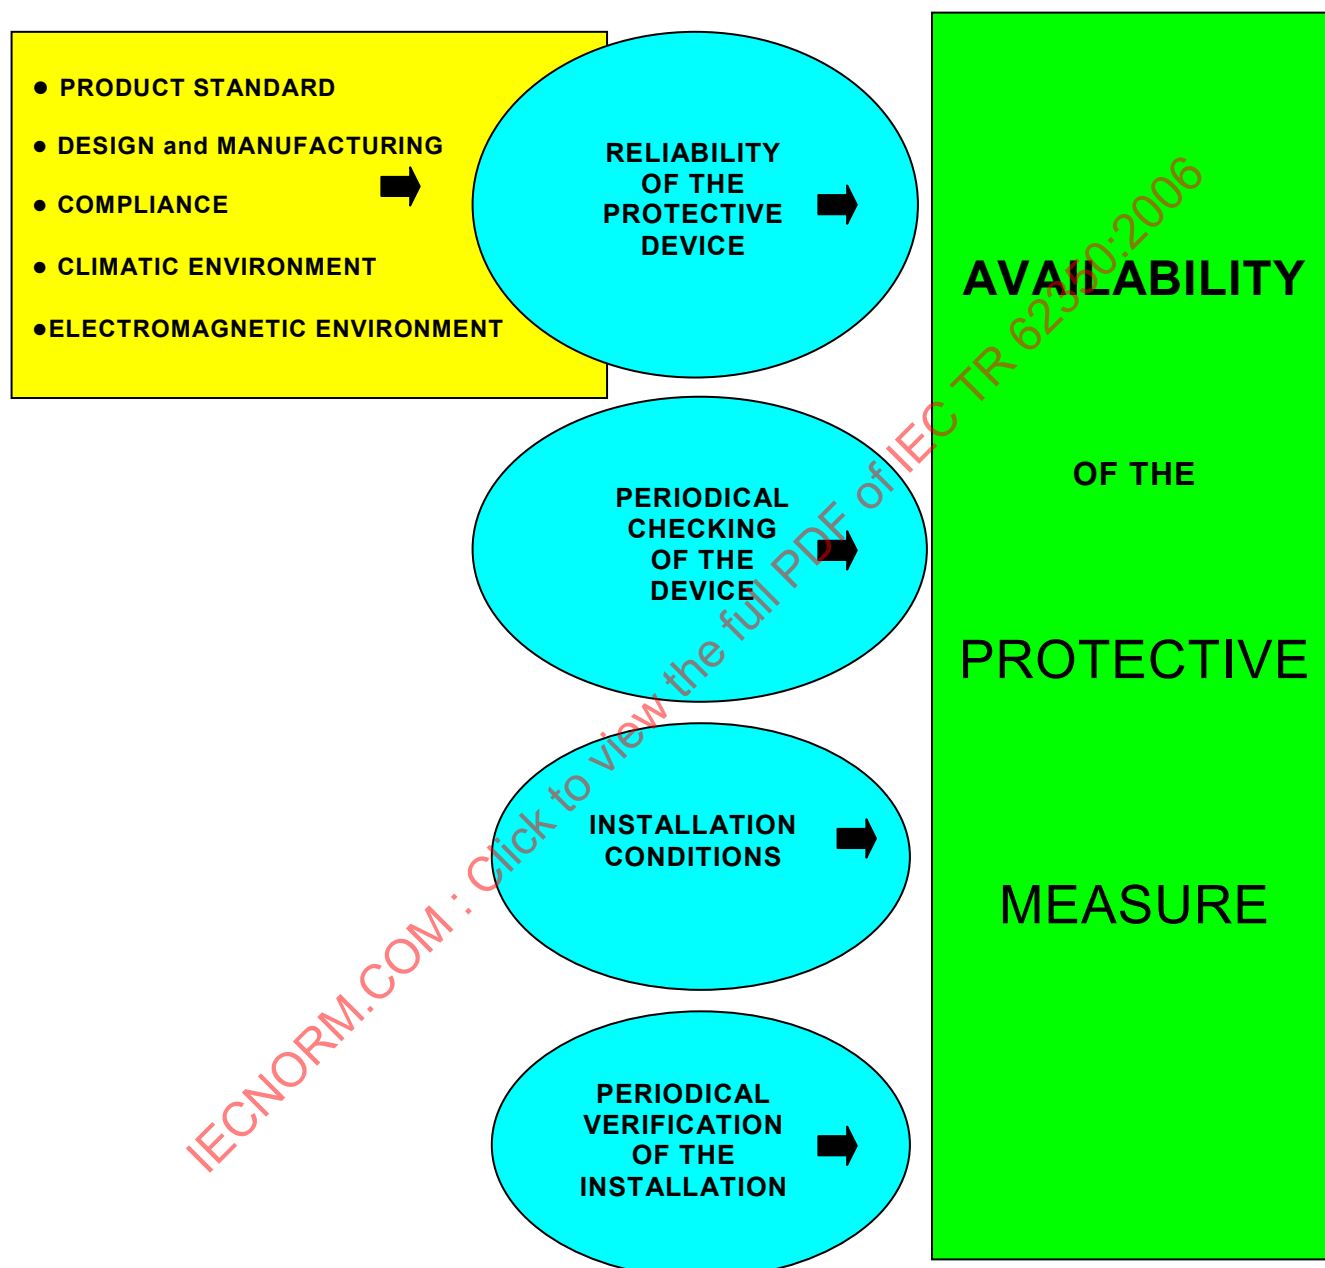 ● PRODUCT STANDARD
● DESIGN and MANUFACTURING
● COMPLIANCE
● CLIMATIC ENVIRONMENT
●ELECTROMAGNETIC ENVIRONMENT
RELIABILITY
OF THE
PROTECTIVE
DEVICE
PERIODICAL
CHECKING
OF THE
DEVICE
INSTALLATION
CONDITIONS
PERIODICAL
VERIFICATION
OF THE
INSTALLATION
AVAILABILITY
OF THE
PROTECTIVE
MEASURE
IECNORM.COM : Click to view the full PDF of IEC TR 62350:2006